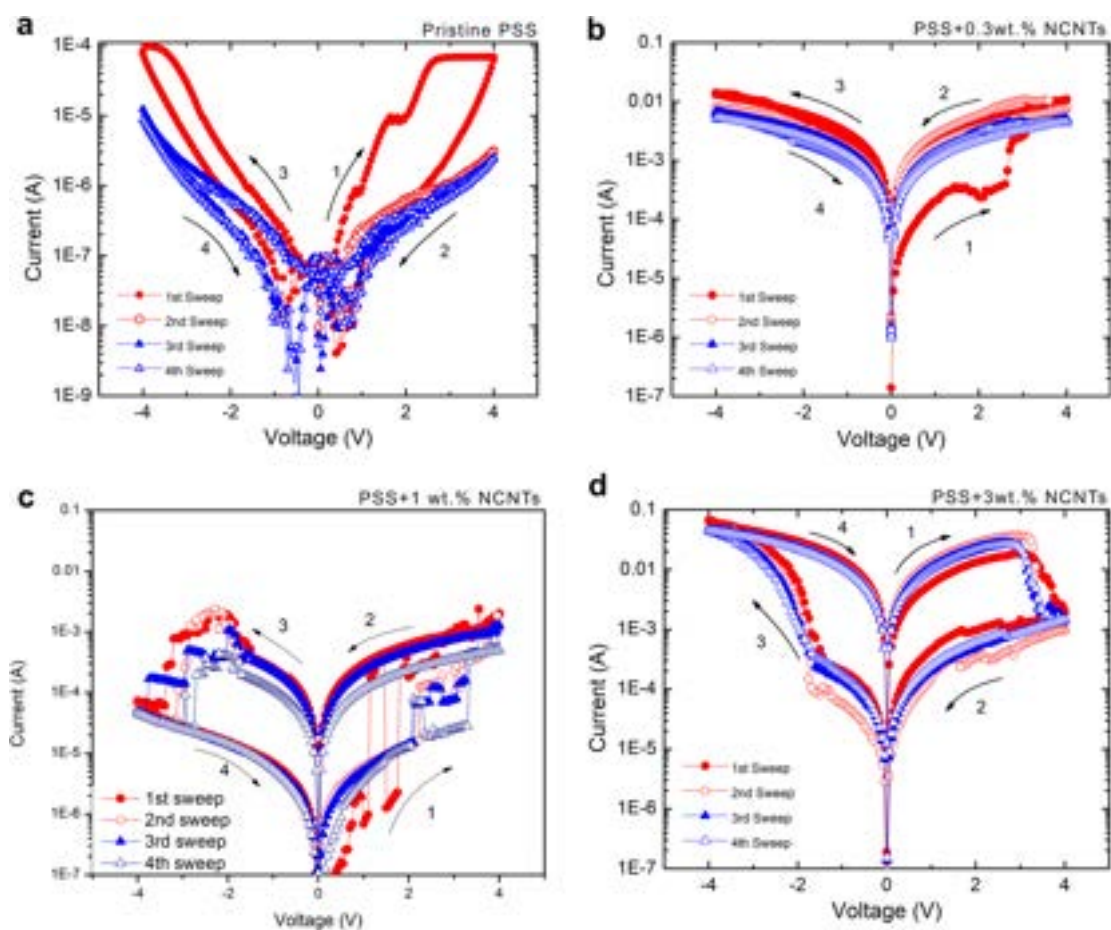 a
Pristine PSS
1E-4
1E-5
1E-6
1E-7
1E-8
1E-9
Current (A)
3
1
4
2
1st Sweep
2nd Sweep
3rd Sweep
4th Sweep
-4 -2 0 2 4
Voltage (V)
b
PSS+0.3wt.% NCNTs
0.1
0.01
1E-3
1E-4
1E-5
1E-6
1E-7
Current (A)
3
2
4
1
1st Sweep
2nd Sweep
3rd Sweep
4th Sweep
-4 -2 0 2 4
Voltage (V)
c
PSS+1 wt.% NCNTs
0.1
0.01
1E-3
1E-4
1E-5
1E-6
1E-7
Current (A)
3
2
4
1
1st sweep
2nd sweep
3rd sweep
4th sweep
-4 -2 0 2 4
Voltage (V)
d
PSS+3wt.% NCNTs
0.1
0.01
1E-3
1E-4
1E-5
1E-6
1E-7
Current (A)
4
1
3
2
1st Sweep
2nd Sweep
3rd Sweep
4th Sweep
-4 -2 0 2 4
Voltage (V)